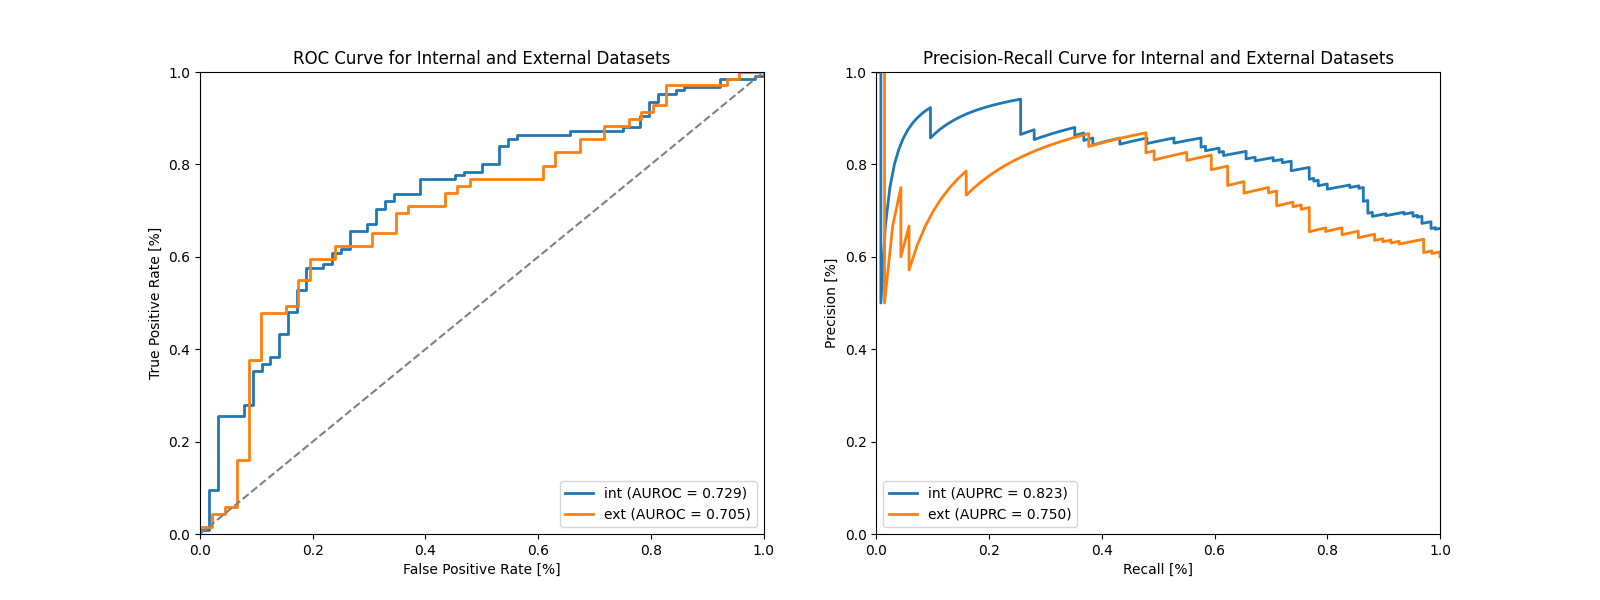 ROC Curve for Internal and External Datasets
True Positive Rate [%]
1.0
0.8
0.6
0.4
0.2
0.0
int (AUROC = 0.729)
ext (AUROC = 0.705)
0.0 0.2 0.4 0.6 0.8 1.0
False Positive Rate [%]
Precision-Recall Curve for Internal and External Datasets
Precision [%]
1.0
0.8
0.6
0.4
0.2
0.0
int (AUPRC = 0.823)
ext (AUPRC = 0.750)
0.0 0.2 0.4 0.6 0.8 1.0
Recall [%]